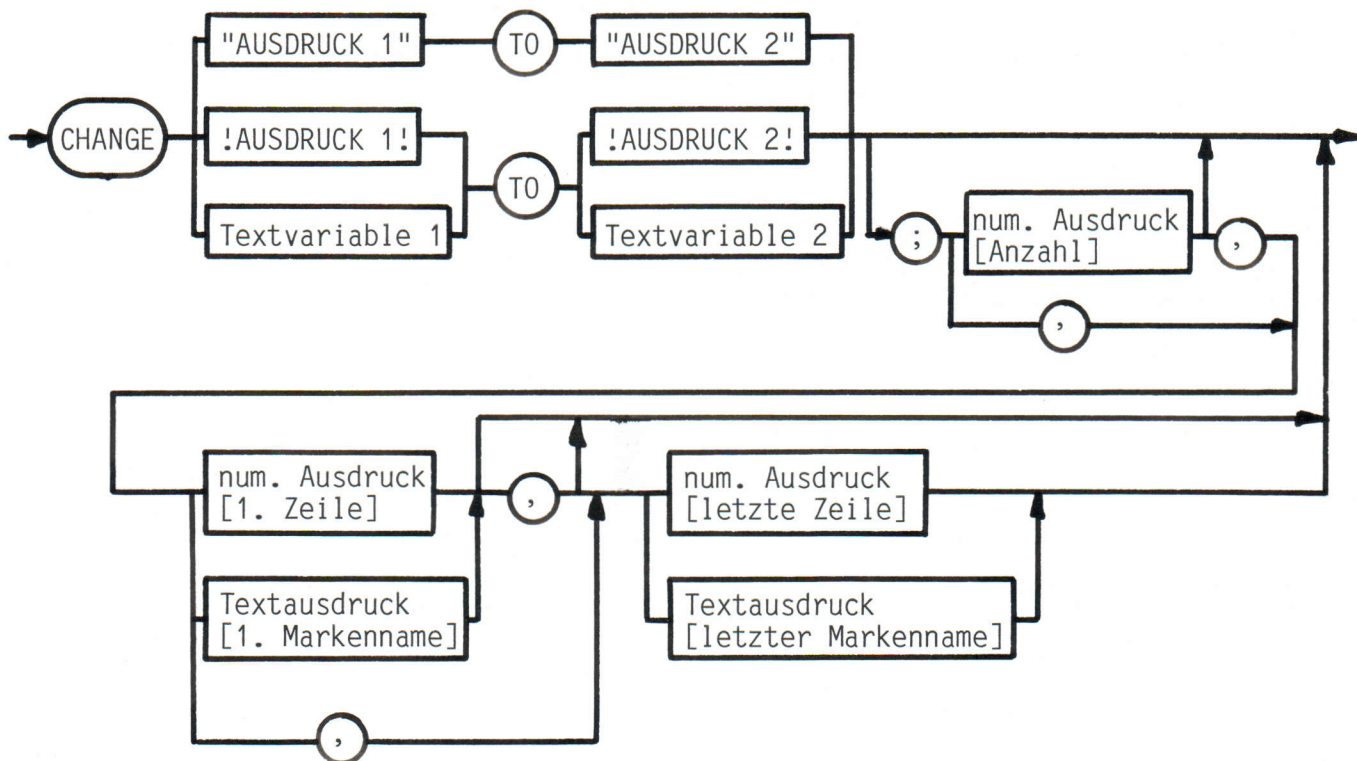 "AUSDRUCK 1" TO "AUSDRUCK 2"
CHANGE !AUSDRUCK 1! TO !AUSDRUCK 2!
Textvariable 1 Textvariable 2
; num. Ausdruck ,
[Anzahl]
,
num. Ausdruck
[1. Zeile]
,
num. Ausdruck
[letzte Zeile]
Textausdruck
[1. Markenname]
Textausdruck
[letzter Markenname]
,